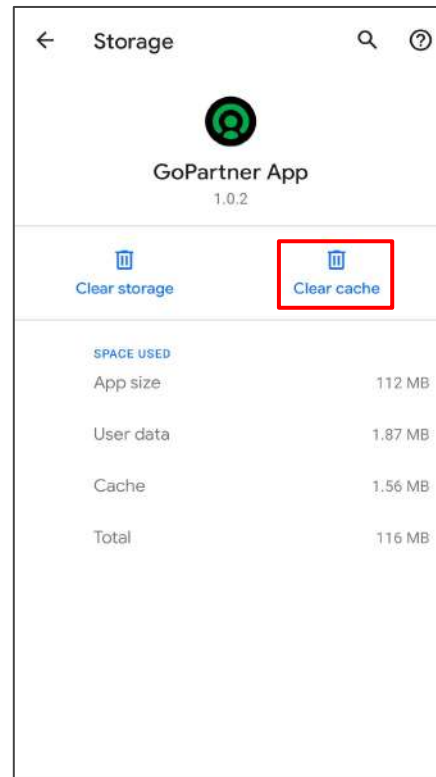 Storage
GoPartner App
1.0.2
Clear storage
Clear cache
SPACE USED
App size 112 MB
User data 1.87 MB
Cache 1.56 MB
Total 116 MB